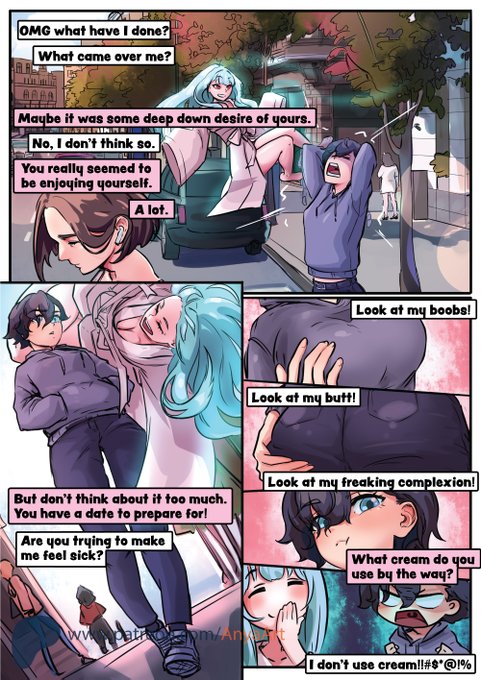 OMG what have I done?
What came over me?
Maybe it was some deep down desire of yours.
No, I don't think so.
You really seemed to
be enjoying yourself.
A lot.
But don't think about it too much.
You have a date to prepare for!
Are you trying to make
me feel sick?
www.patreon.com/AnyaArt
Look at my boobs!
Look at my butt!
Look at my freaking complexion!
What cream do you
use by the way?
I don't use cream!!#$*@!%